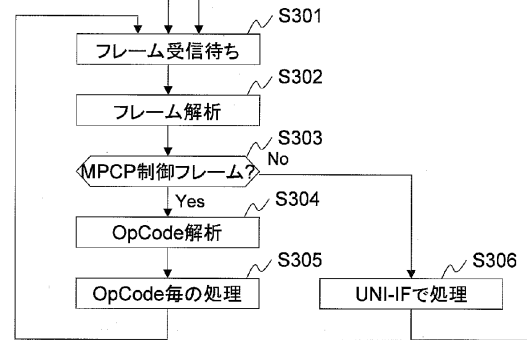 S301
フレーム受信待ち
S302
フレーム解析
S303
MPCP制御フレーム?
No
Yes
S304
OpCode解析
S305
OpCode毎の処理
S306
UNI-IFで処理